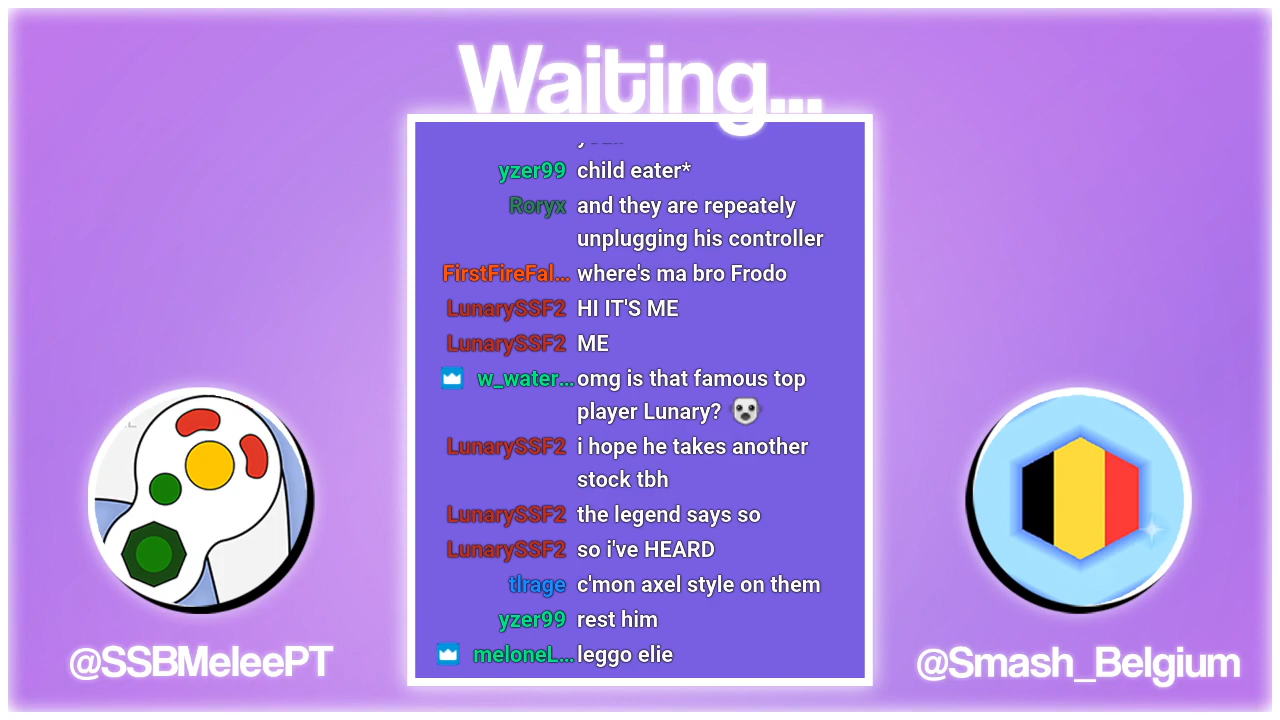 Waiting...
yzer99 child eater*
Roryx and they are repeately
unplugging his controller
FirstFireFal... where's ma bro Frodo
LunarySSF2 HI IT'S ME
LunarySSF2 ME
w_water... omg is that famous top
player Lunary?
LunarySSF2 i hope he takes another
stock tbh
LunarySSF2 the legend says so
LunarySSF2 so i've HEARD
tlrage c'mon axel style on them
yzer99 rest him
meloneL... leggo elie
@SSBMeleePT
@Smash_Belgium